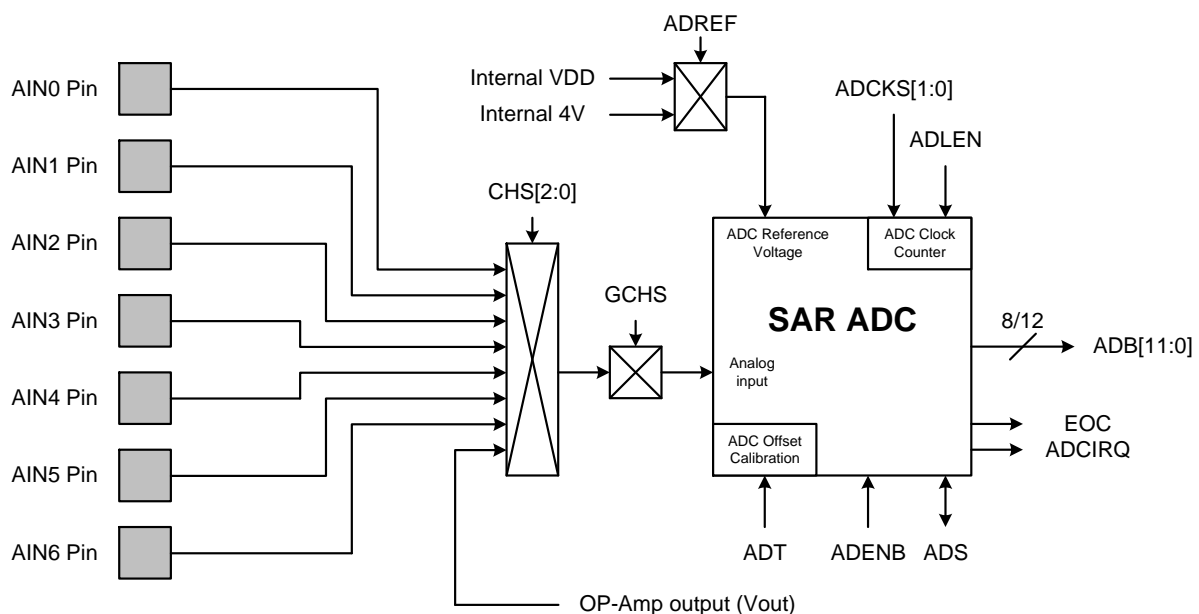 ADREF
AIN0 Pin
Internal VDD
Internal 4V
ADCKS[1:0]
ADLEN
AIN1 Pin
CHS[2:0]
AIN2 Pin
ADC Reference
Voltage
ADC Clock
Counter
AIN3 Pin
GCHS
SAR ADC
8/12
ADB[11:0]
Analog
input
AIN4 Pin
EOC
ADCIRQ
ADC Offset
Calibration
AIN5 Pin
AIN6 Pin
ADT
ADENB
ADS
OP-Amp output (Vout)